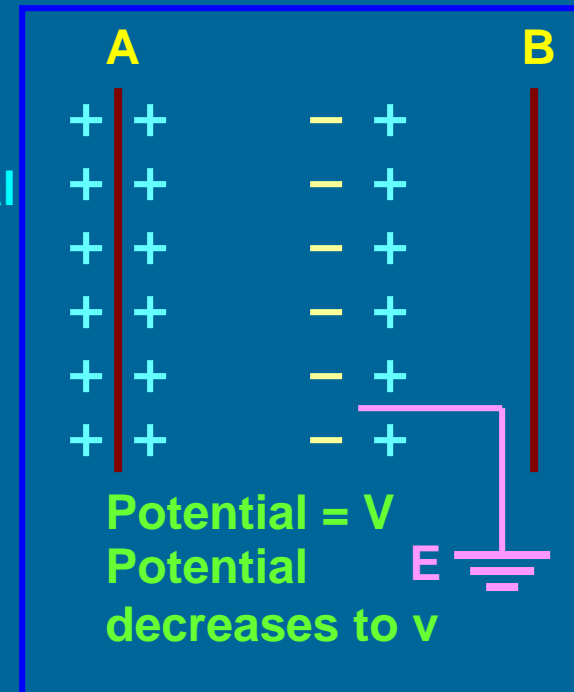 A B
+ + − +
+ + − +
+ + − +
+ + − +
+ + − +
+ + − +
Potential = V
Potential E
decreases to v